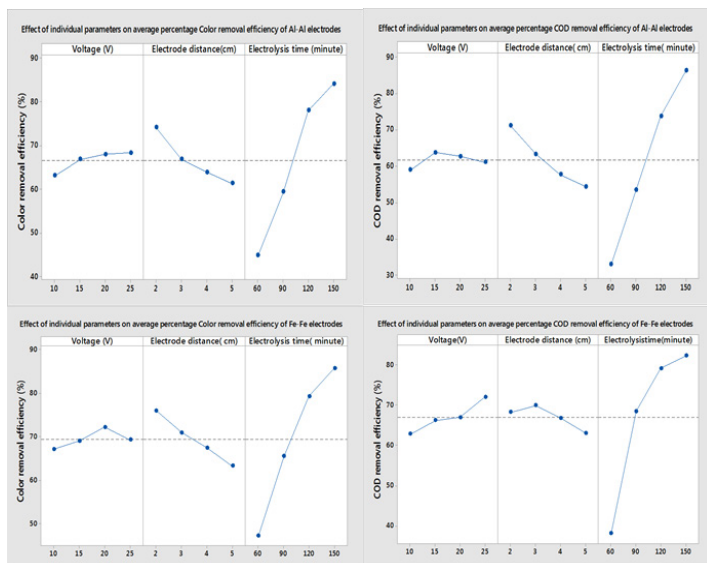 Effect of individual parameters on average percentage Color removal efficiency of Al-Al electrodes
Voltage (V) Electrode distance(cm) Electrolysis time (minute)
Color removal efficiency (%)
90
80
70
60
50
40
10 15 20 25 2 3 4 5 60 90 120 150
Effect of individual parameters on average percentage COD removal efficiency of Al-Al electrodes
Voltage (V) Electrode distance( cm) Electrolysis time (minute)
COD removal efficiency (%)
90
80
70
60
50
40
30
10 15 20 25 2 3 4 5 60 90 120 150
Effect of individual parameters on average percentage Color removal efficiency of Fe-Fe electrodes
Voltage (V) Electrode distance( cm) Electrolysis time( minute)
Color removal efficiency (%)
90
80
70
60
50
10 15 20 25 2 3 4 5 60 90 120 150
Effect of individual parameters on average percentage COD removal efficiency of Fe-Fe electrodes
Voltage(V) Electrode distance (cm) Electrolysistime(minute)
COD removal efficiency (%)
80
70
60
50
40
10 15 20 25 2 3 4 5 60 90 120 150